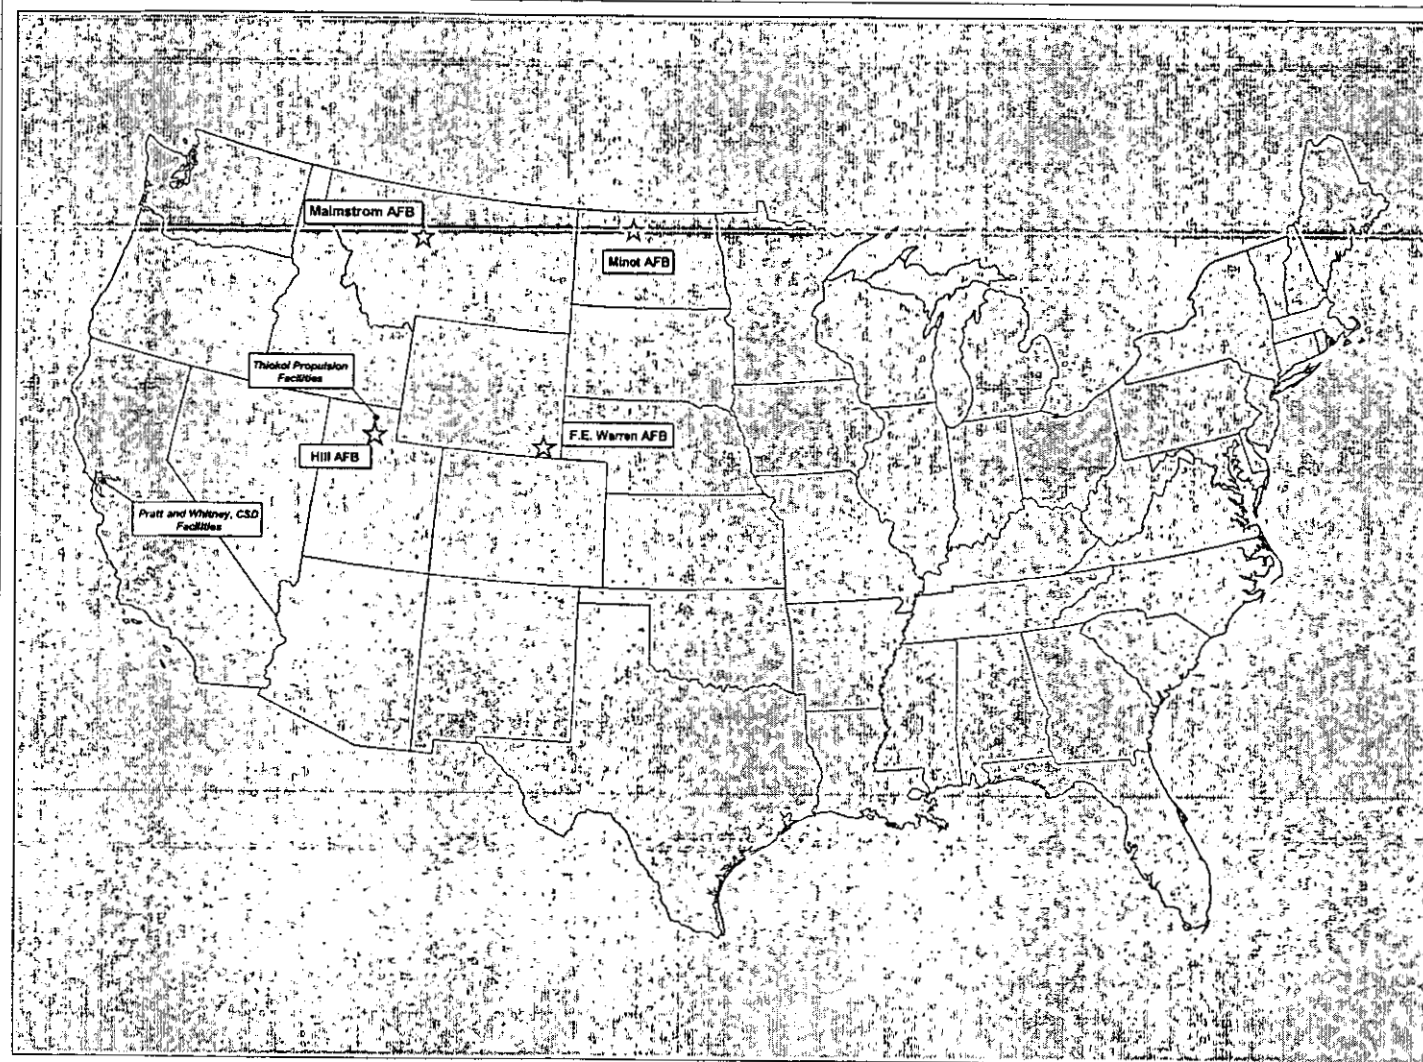 Malmstrom AFB
Minot AFB
Thiokol Propulsion
Facilities
F.E. Warren AFB
Hill AFB
Pratt and Whitney, CSD
Facilities